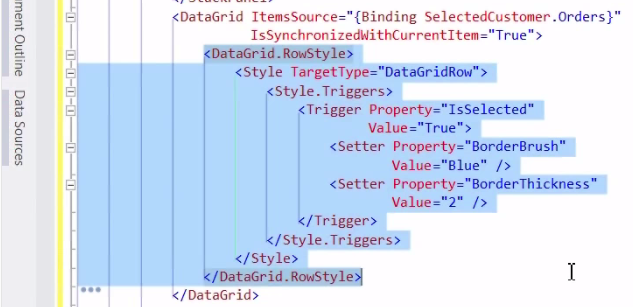 </StackPanel>
<DataGrid ItemsSource="{Binding SelectedCustomer.Orders}"
IsSynchronizedWithCurrentItem="True">
<DataGrid.RowStyle>
<Style TargetType="DataGridRow">
<Style.Triggers>
<Trigger Property="IsSelected"
Value="True">
<Setter Property="BorderBrush"
Value="Blue" />
<Setter Property="BorderThickness"
Value="2" />
</Trigger>
</Style.Triggers>
</Style>
</DataGrid.RowStyle>
</DataGrid>
ument Outline
Data Sources